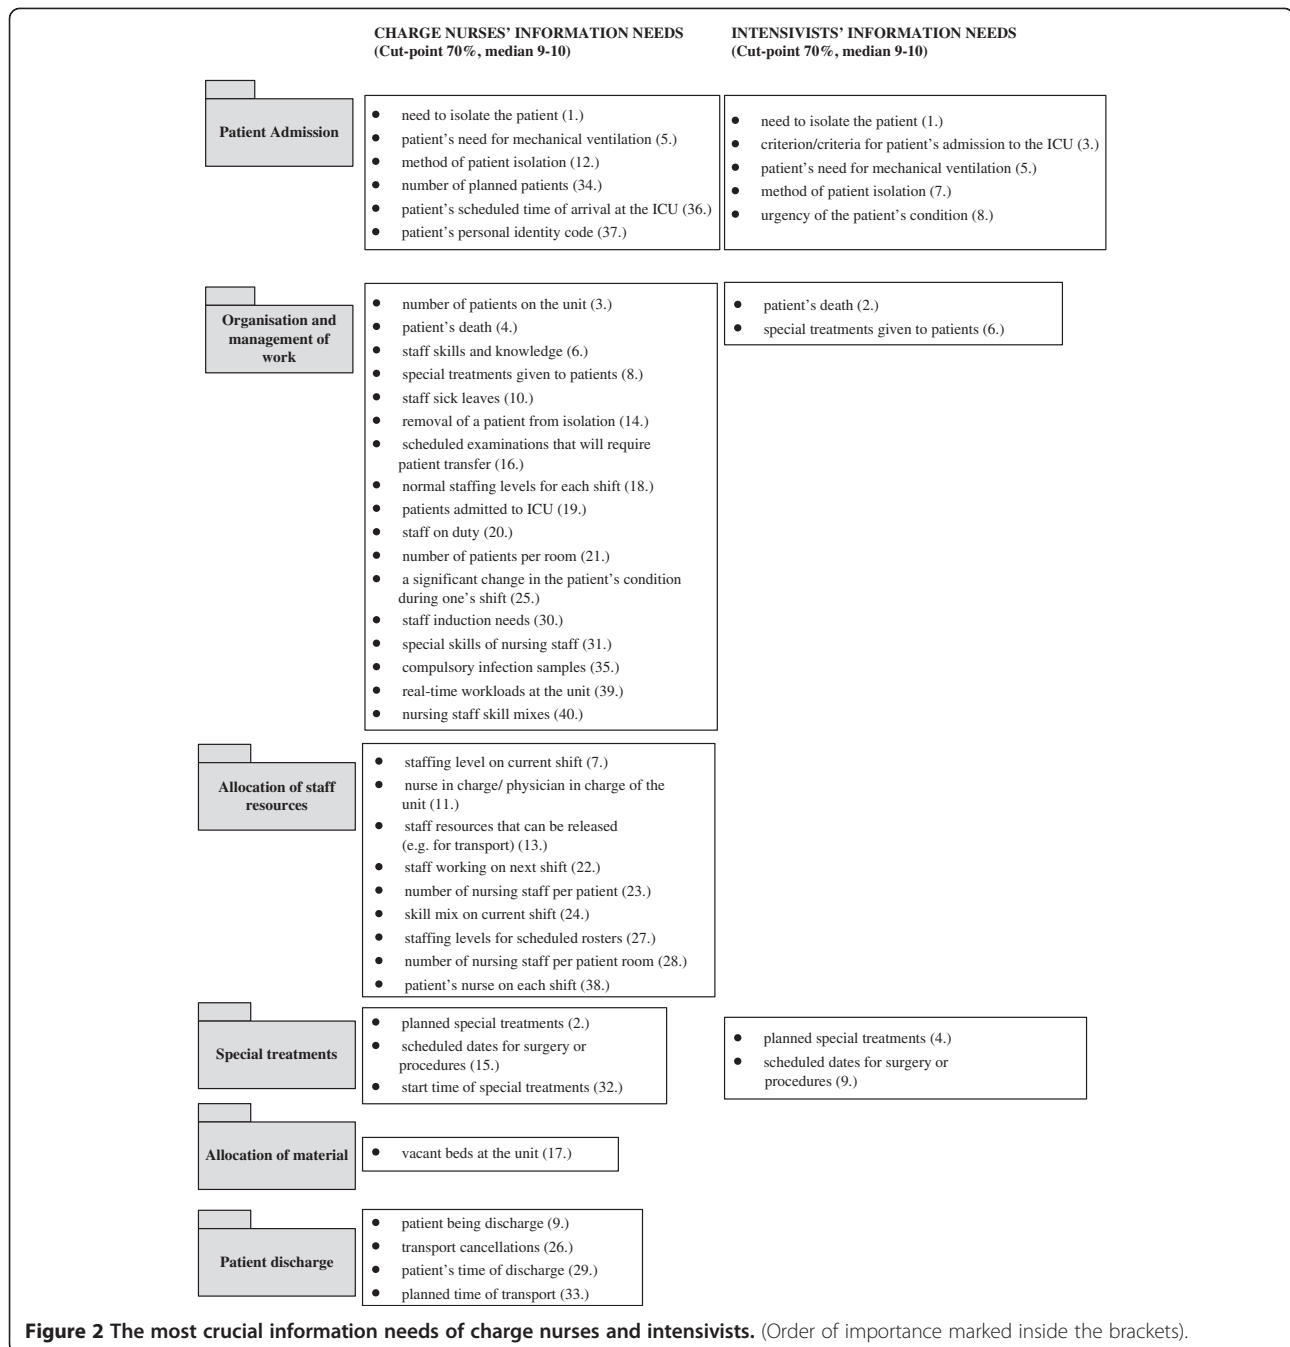 CHARGE NURSES' INFORMATION NEEDS
(Cut-point 70%, median 9-10)
INTENSIVISTS' INFORMATION NEEDS
(Cut-point 70%, median 9-10)
Patient Admission
● need to isolate the patient (1.)
● patient's need for mechanical ventilation (5.)
● method of patient isolation (12.)
● number of planned patients (34.)
● patient's scheduled time of arrival at the ICU (36.)
● patient's personal identity code (37.)
● need to isolate the patient (1.)
● criterion/criteria for patient's admission to the ICU (3.)
● patient's need for mechanical ventilation (5.)
● method of patient isolation (7.)
● urgency of the patient's condition (8.)
Organisation and
management of
work
● number of patients on the unit (3.)
● patient's death (4.)
● staff skills and knowledge (6.)
● special treatments given to patients (8.)
● staff sick leaves (10.)
● removal of a patient from isolation (14.)
● scheduled examinations that will require
patient transfer (16.)
● normal staffing levels for each shift (18.)
● patients admitted to ICU (19.)
● staff on duty (20.)
● number of patients per room (21.)
● a significant change in the patient's condition
during one's shift (25.)
● staff induction needs (30.)
● special skills of nursing staff (31.)
● compulsory infection samples (35.)
● real-time workloads at the unit (39.)
● nursing staff skill mixes (40.)
● patient's death (2.)
● special treatments given to patients (6.)
Allocation of staff
resources
● staffing level on current shift (7.)
● nurse in charge/ physician in charge of the
unit (11.)
● staff resources that can be released
(e.g. for transport) (13.)
● staff working on next shift (22.)
● number of nursing staff per patient (23.)
● skill mix on current shift (24.)
● staffing levels for scheduled rosters (27.)
● number of nursing staff per patient room (28.)
● patient's nurse on each shift (38.)
Special treatments
● planned special treatments (2.)
● scheduled dates for surgery or
procedures (15.)
● start time of special treatments (32.)
● planned special treatments (4.)
● scheduled dates for surgery or
procedures (9.)
Allocation of material
● vacant beds at the unit (17.)
Patient discharge
● patient being discharge (9.)
● transport cancellations (26.)
● patient's time of discharge (29.)
● planned time of transport (33.)
Figure 2 The most crucial information needs of charge nurses and intensivists. (Order of importance marked inside the brackets).